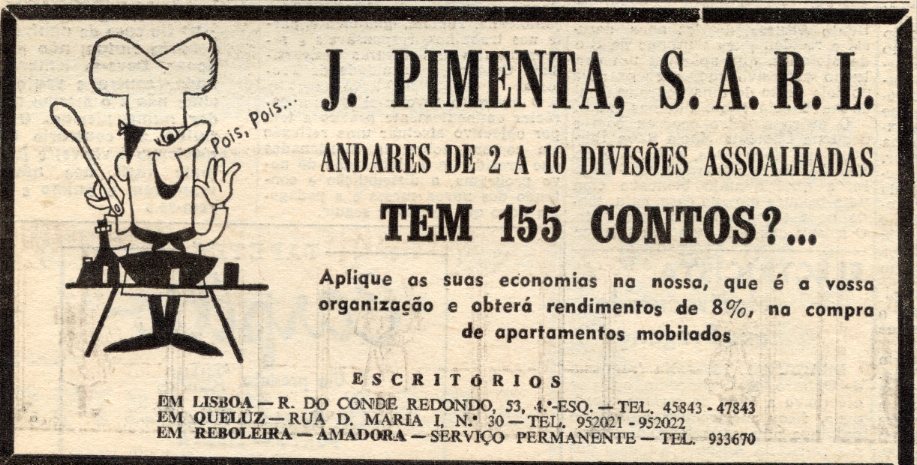 Pois, Pois...
J. PIMENTA, S. A. R. L.
ANDARES DE 2 A 10 DIVISÕES ASSOALHADAS
TEM 155 CONTOS?...
Aplique as suas economias na nossa, que é a vossa
organização e obterá rendimentos de 8%, na compra
de apartamentos mobilados
ESCRITÓRIOS
EM LISBOA — R. DO CONDE REDONDO, 53, 4.º-ESQ. — TEL. 45843 - 47843
EM QUELUZ — RUA D. MARIA I, N.º 30 — TEL. 952021 - 952022
EM REBOLEIRA — AMADORA — SERVIÇO PERMANENTE — TEL. 933670